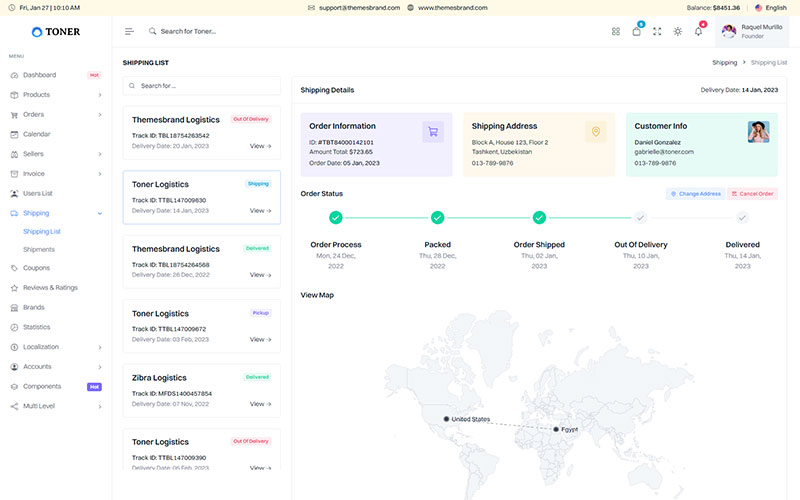 Fri, Jan 27 | 10:10 AM
support@themesbrand.com
www.themesbrand.com
Balance: $8451.36
English
TONER
Search for Toner...
5
4
Raquel Murillo
Founder
MENU
Dashboard
Hot
Products
Orders
Calendar
Sellers
Invoice
Users List
Shipping
Shipping List
Shipments
Coupons
Reviews & Ratings
Brands
Statistics
Localization
Accounts
Components
Hot
Multi Level
SHIPPING LIST
Shipping > Shipping List
Search for ...
Themesbrand Logistics
Out Of Delivery
Track ID: TBL18754263542
Delivery Date: 20 Jan, 2023
View →
Toner Logistics
Shipping
Track ID: TTBL147009630
Delivery Date: 14 Jan, 2023
View →
Themesbrand Logistics
Delivered
Track ID: TBL18754264568
Delivery Date: 28 Dec, 2022
View →
Toner Logistics
Pickup
Track ID: TTBL147009672
Delivery Date: 03 Feb, 2023
View →
Zibra Logistics
Delivered
Track ID: MFDS1400457854
Delivery Date: 07 Nov, 2022
View →
Toner Logistics
Out Of Delivery
Track ID: TTBL147009390
Delivery Date: 05 Feb, 2023
View →
Shipping Details
Delivery Date: 14 Jan, 2023
Order Information
ID: #TBT84000142101
Amount Total: $723.65
Order Date: 05 Jan, 2023
Shipping Address
Block A, House 123, Floor 2
Tashkent, Uzbekistan
013-789-9876
Customer Info
Daniel Gonzalez
gabrielle@toner.com
013-789-9876
Order Status
Change Address
Cancel Order
Order Process
Mon, 24 Dec,
2022
Packed
Thu, 28 Dec,
2022
Order Shipped
Thu, 02 Jan,
2023
Out Of Delivery
Thu, 10 Jan,
2023
Delivered
Thu, 14 Jan,
2023
View Map
United States
Egypt